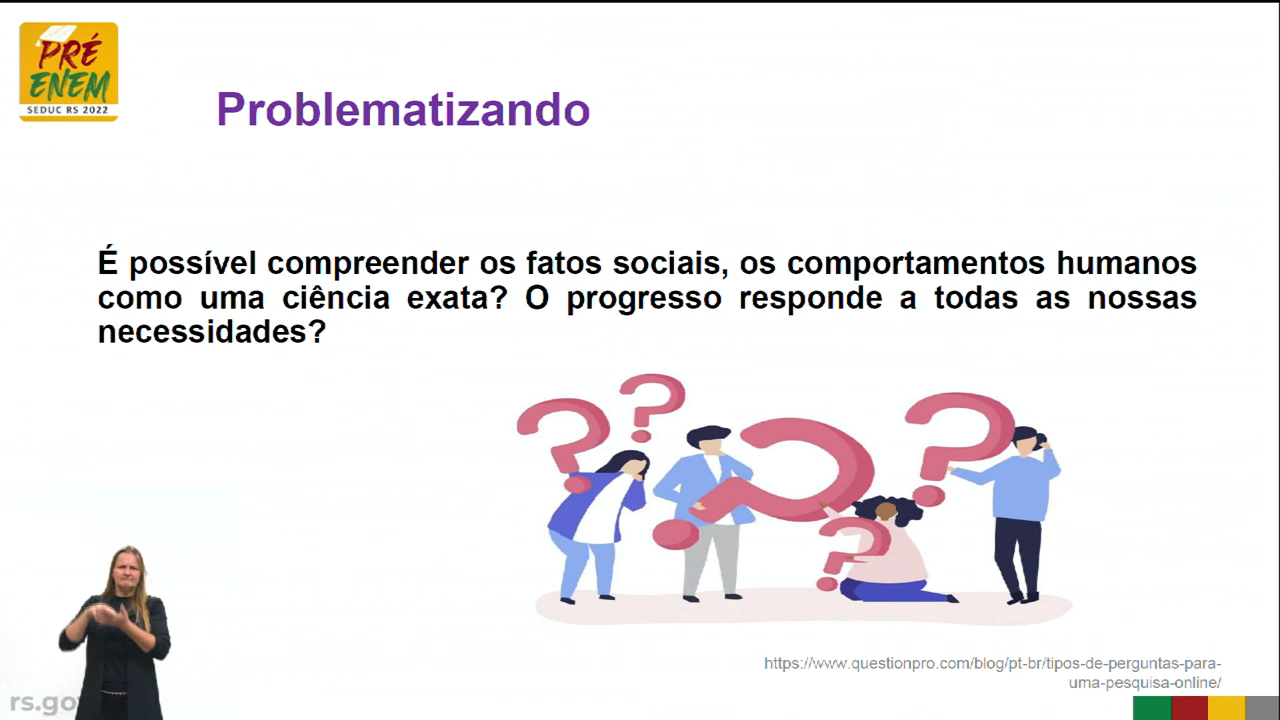 PRÉ
ENEM
SEDUC RS 2022
Problematizando
É possível compreender os fatos sociais, os comportamentos humanos
como uma ciência exata? O progresso responde a todas as nossas
necessidades?
https://www.questionpro.com/blog/pt-br/tipos-de-perguntas-para-
uma-pesquisa-online/